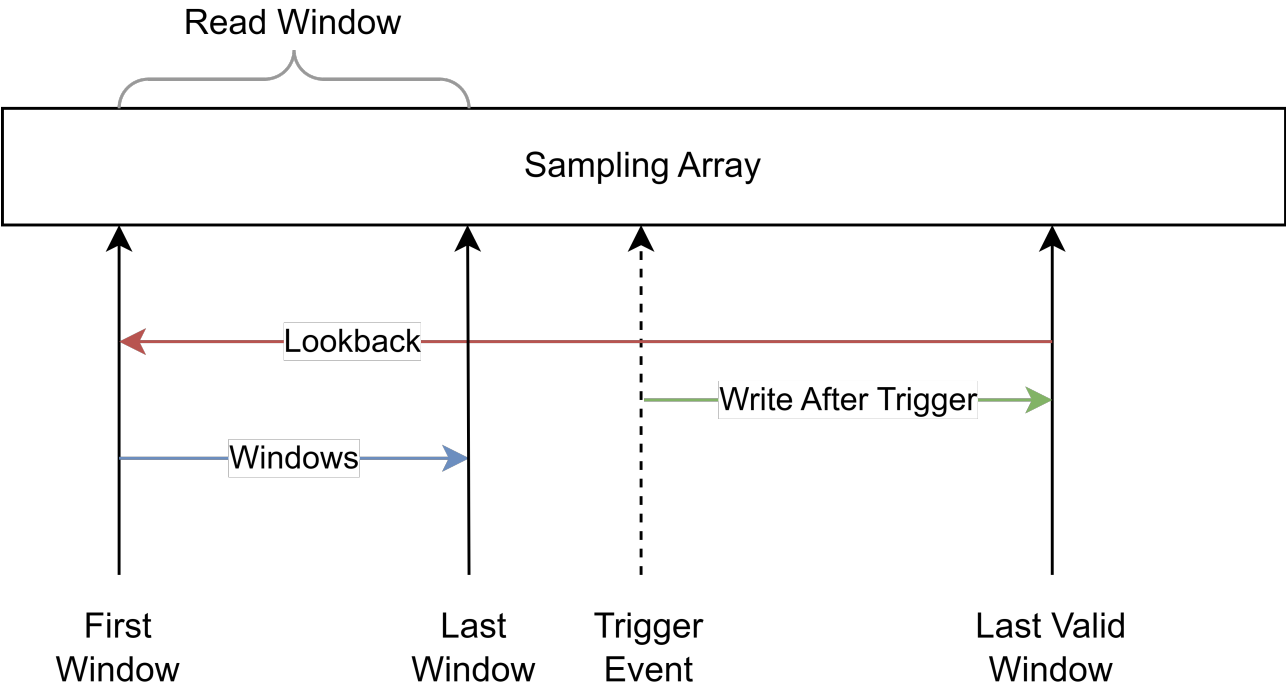 Read Window
Sampling Array
Lookback
Write After Trigger
Windows
First
Window
Last
Window
Trigger
Event
Last Valid
Window